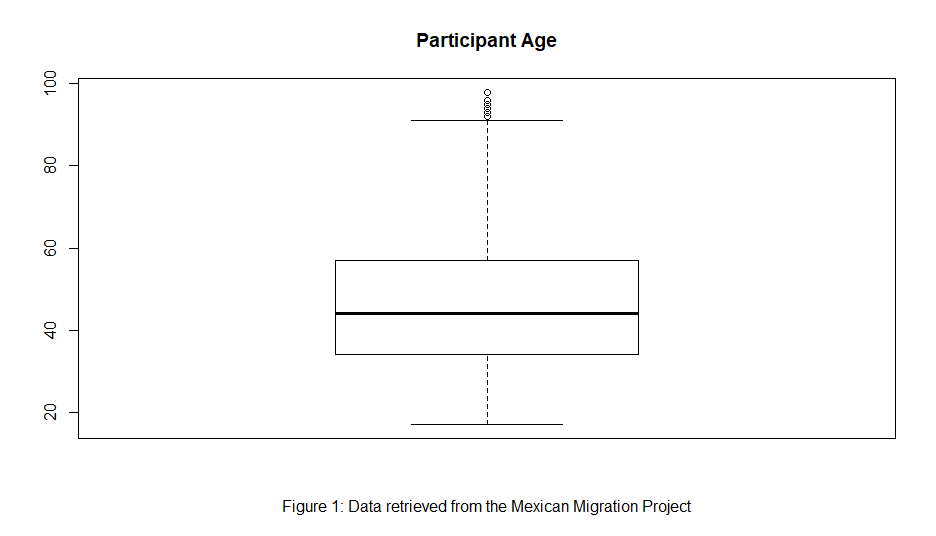 Participant Age
100
80
60
40
20
Figure 1: Data retrieved from the Mexican Migration Project